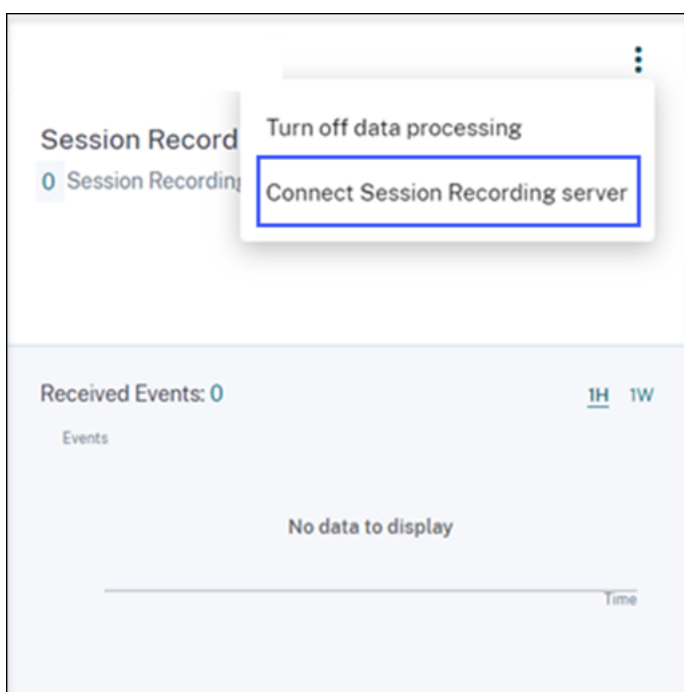 Turn off data processing
Session Record
0 Session Recording
Connect Session Recording server
Received Events: 0
1H 1W
Events
No data to display
Time